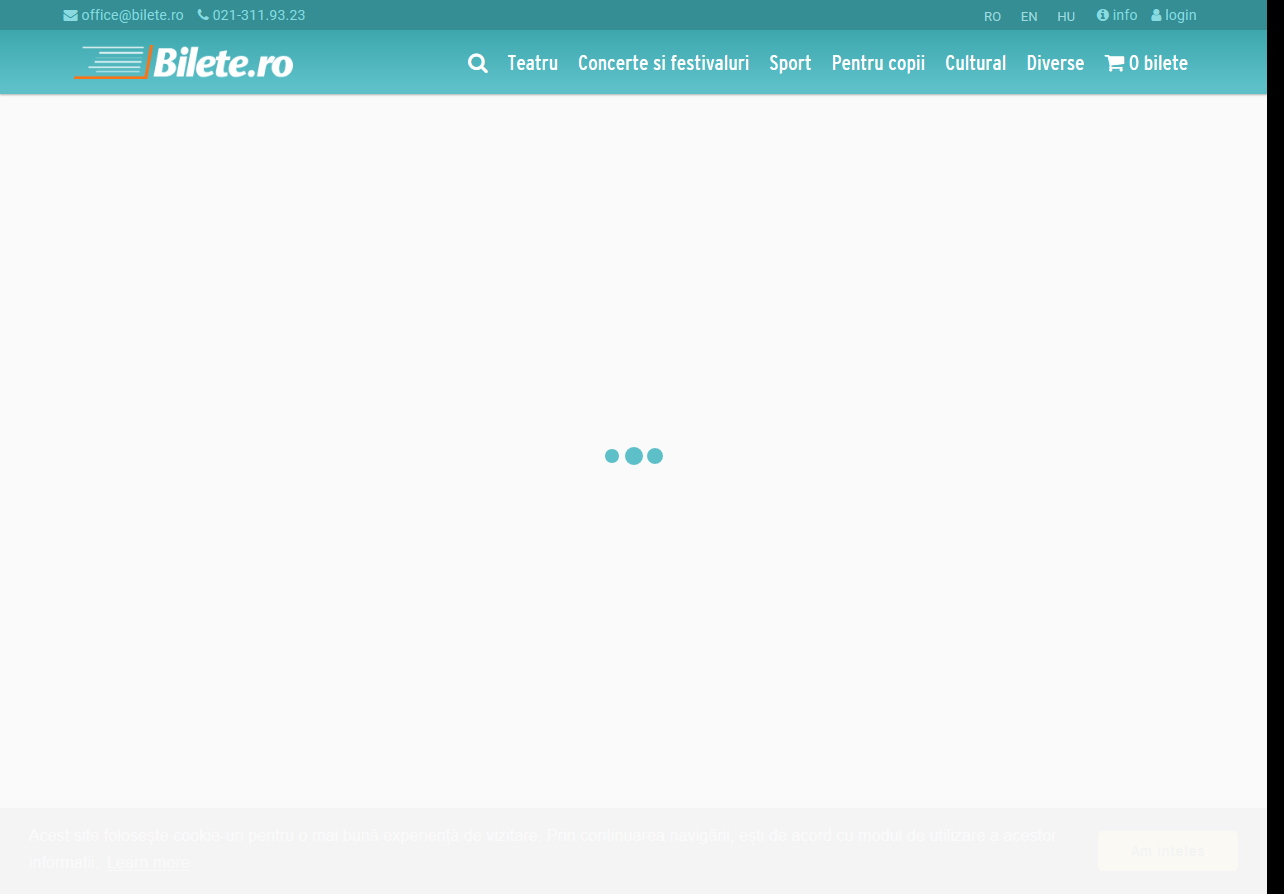 office@bilete.ro 021-311.93.23 RO EN HU info login
Bilete.ro Teatru Concerte si festivaluri Sport Pentru copii Cultural Diverse 0 bilete
Acest site folosește cookie-uri pentru o mai bună experiență de vizitare. Prin continuarea navigării, ești de acord cu modul de utilizare a acestor
informații. Learn more
Am inteles